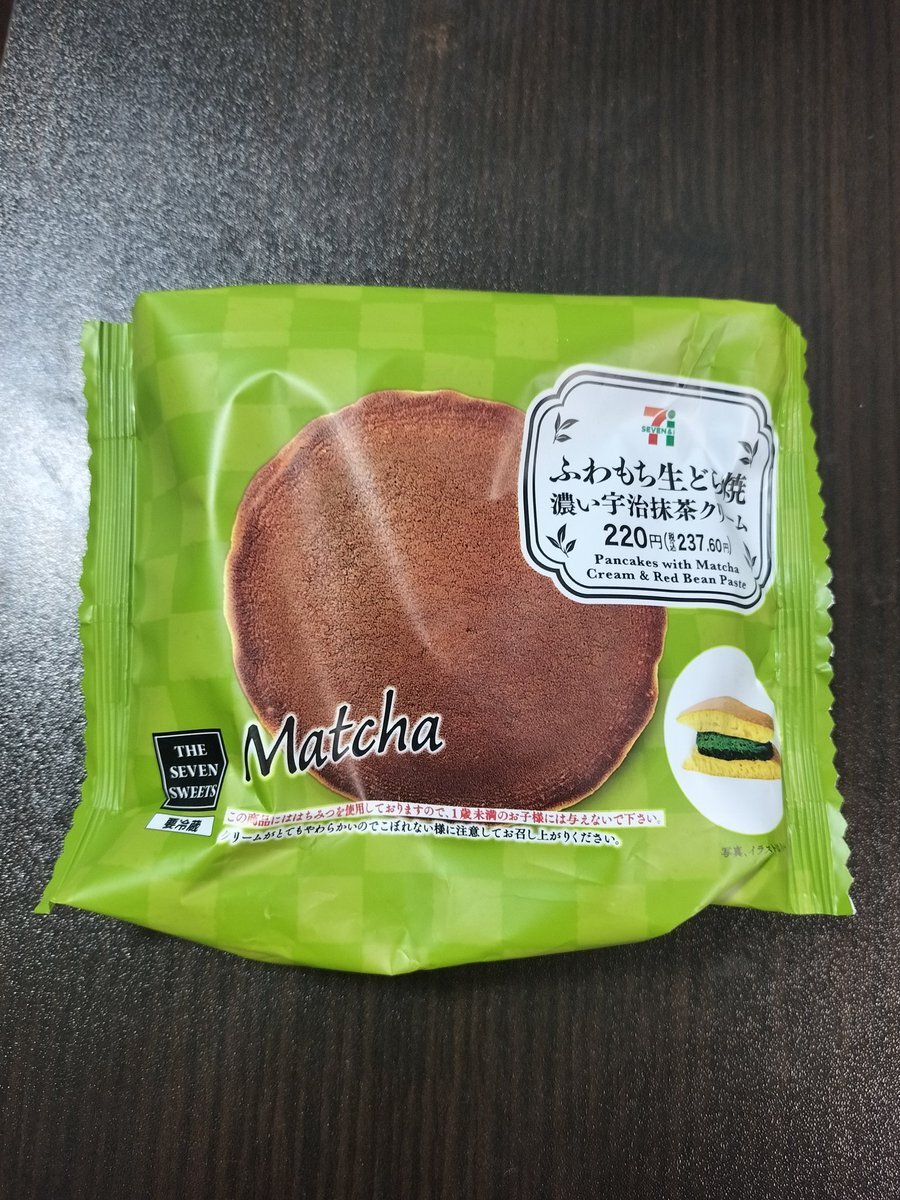 7i
SEVEN&i
ふわもち生どら焼
濃い宇治抹茶クリーム
220円(税込237.60円)
Pancakes with Matcha
Cream & Red Bean Paste
Matcha
THE
SEVEN
SWEETS
要冷蔵
この商品にははちみつを使用しておりますので、1歳未満のお子様には与えないで下さい。
クリームがとてもやわらかいのでこぼれない様に注意してお召し上がりください。
写真、イラスト